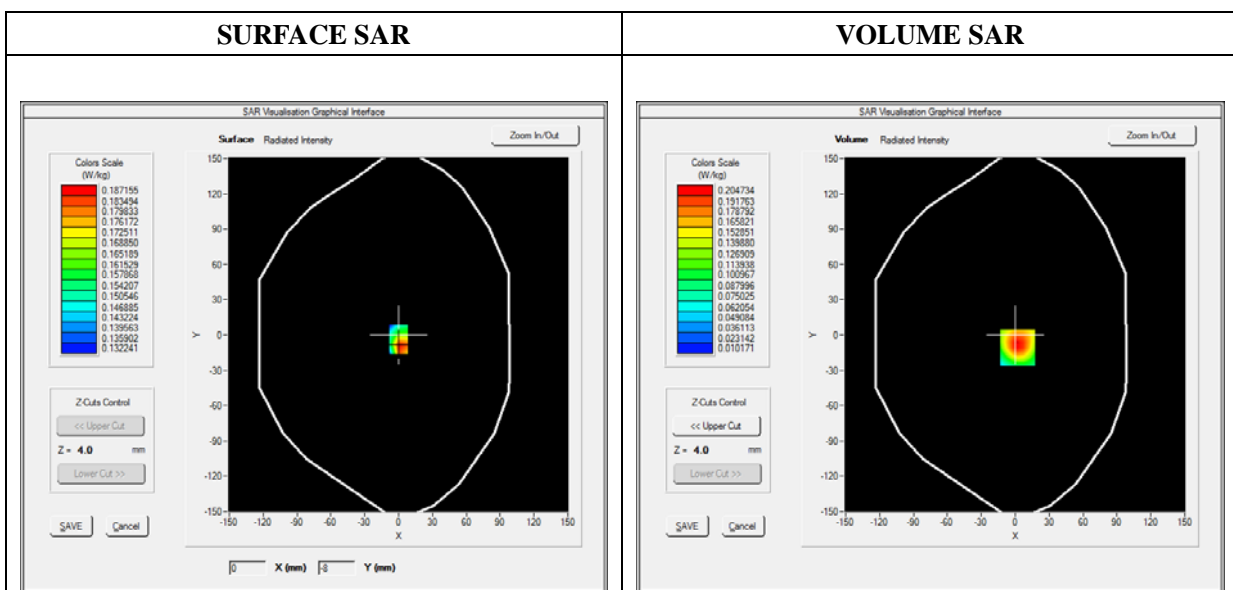 SURFACE SAR
VOLUME SAR
SAR Visualisation Graphical Interface
Surface Radiated Intensity
Zoom In/Out
Colors Scale
(W/kg)
0.187155
0.183494
0.179833
0.176172
0.172511
0.168850
0.165189
0.161529
0.157868
0.154207
0.150546
0.146885
0.143224
0.139563
0.135902
0.132241
Z-Cuts Control
<< Upper Cut
Z = 4.0 mm
Lower Cut >>
SAVE Cancel
150
120
90
60
30
0
-30
-60
-90
-120
-150
Y
-150 -120 -90 -60 -30 0 30 60 90 120 150
X
0 X (mm) -8 Y (mm)
SAR Visualisation Graphical Interface
Volume Radiated Intensity
Zoom In/Out
Colors Scale
(W/kg)
0.204734
0.191763
0.178792
0.165821
0.152851
0.139880
0.126909
0.113938
0.100967
0.087996
0.075025
0.062054
0.049084
0.036113
0.023142
0.010171
Z-Cuts Control
<< Upper Cut
Z = 4.0 mm
Lower Cut >>
SAVE Cancel
150
120
90
60
30
0
-30
-60
-90
-120
-150
Y
-150 -120 -90 -60 -30 0 30 60 90 120 150
X